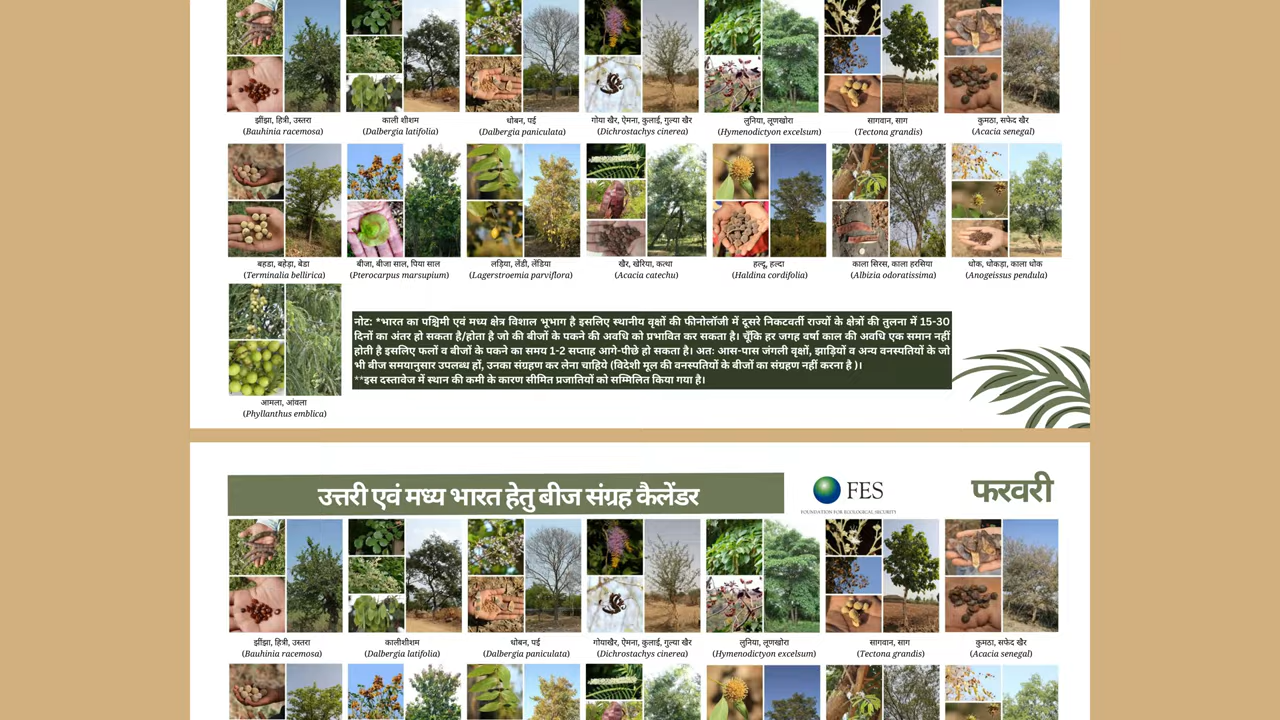 झींझा, हित्री, उस्तरा
(Bauhinia racemosa)
काली शीशम
(Dalbergia latifolia)
धोबन, पई
(Dalbergia paniculata)
गोया खैर, ऐमना, कुलाई, गुल्या खैर
(Dichrostachys cinerea)
लुनिया, लूणखोरा
(Hymenodictyon excelsum)
सागवान, साग
(Tectona grandis)
कुमठा, सफेद खैर
(Acacia senegal)
बहडा, बहेड़ा, बेडा
(Terminalia bellirica)
बीजा, बीजा साल, पिया साल
(Pterocarpus marsupium)
लड़िया, लेंडी, लेंडिया
(Lagerstroemia parviflora)
खैर, खेरिया, कत्था
(Acacia catechu)
हल्दू, हल्दा
(Haldina cordifolia)
काला सिरस, काला हरसिया
(Albizia odoratissima)
धोक, धोकड़ा, काला धोक
(Anogeissus pendula)
आमला, आंवला
(Phyllanthus emblica)
नोट: *भारत का पश्चिमी एवं मध्य क्षेत्र विशाल भूभाग है इसलिए स्थानीय वृक्षों की फीनोलॉजी में दूसरे निकटवर्ती राज्यों के क्षेत्रों की तुलना में 15-30
दिनों का अंतर हो सकता है/होता है जो की बीजों के पकने की अवधि को प्रभावित कर सकता है। चूँकि हर जगह वर्षा काल की अवधि एक समान नहीं
होती है इसलिए फलों व बीजों के पकने का समय 1-2 सप्ताह आगे-पीछे हो सकता है। अतः आस-पास जंगली वृक्षों, झाड़ियों व अन्य वनस्पतियों के जो
भी बीज समयानुसार उपलब्ध हों, उनका संग्रहण कर लेना चाहिये (विदेशी मूल की वनस्पतियों के बीजों का संग्रहण नहीं करना है )।
**इस दस्तावेज में स्थान की कमी के कारण सीमित प्रजातियों को सम्मिलित किया गया है।
उत्तरी एवं मध्य भारत हेतु बीज संग्रह कैलेंडर
FES
FOUNDATION FOR ECOLOGICAL SECURITY
फरवरी
झींझा, हित्री, उस्तरा
(Bauhinia racemosa)
कालीशीशम
(Dalbergia latifolia)
धोबन, पई
(Dalbergia paniculata)
गोयाखैर, ऐमना, कुलाई, गुल्या खैर
(Dichrostachys cinerea)
लुनिया, लूणखोरा
(Hymenodictyon excelsum)
सागवान, साग
(Tectona grandis)
कुमठा, सफेद खैर
(Acacia senegal)